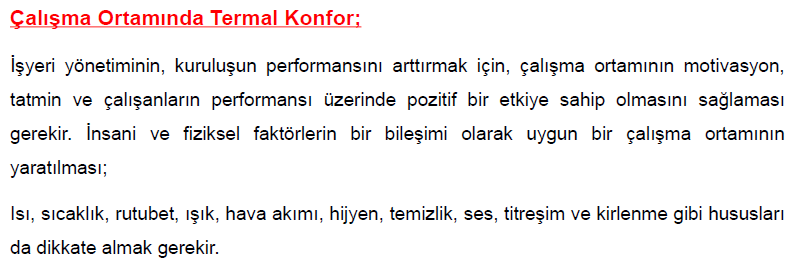 Çalışma Ortamında Termal Konfor;
İşyeri yönetiminin, kuruluşun performansını arttırmak için, çalışma ortamının motivasyon,
tatmin ve çalışanların performansı üzerinde pozitif bir etkiye sahip olmasını sağlaması
gerekir. İnsani ve fiziksel faktörlerin bir bileşimi olarak uygun bir çalışma ortamının
yaratılması;
Isı, sıcaklık, rutubet, ışık, hava akımı, hijyen, temizlik, ses, titreşim ve kirlenme gibi hususları
da dikkate almak gerekir.